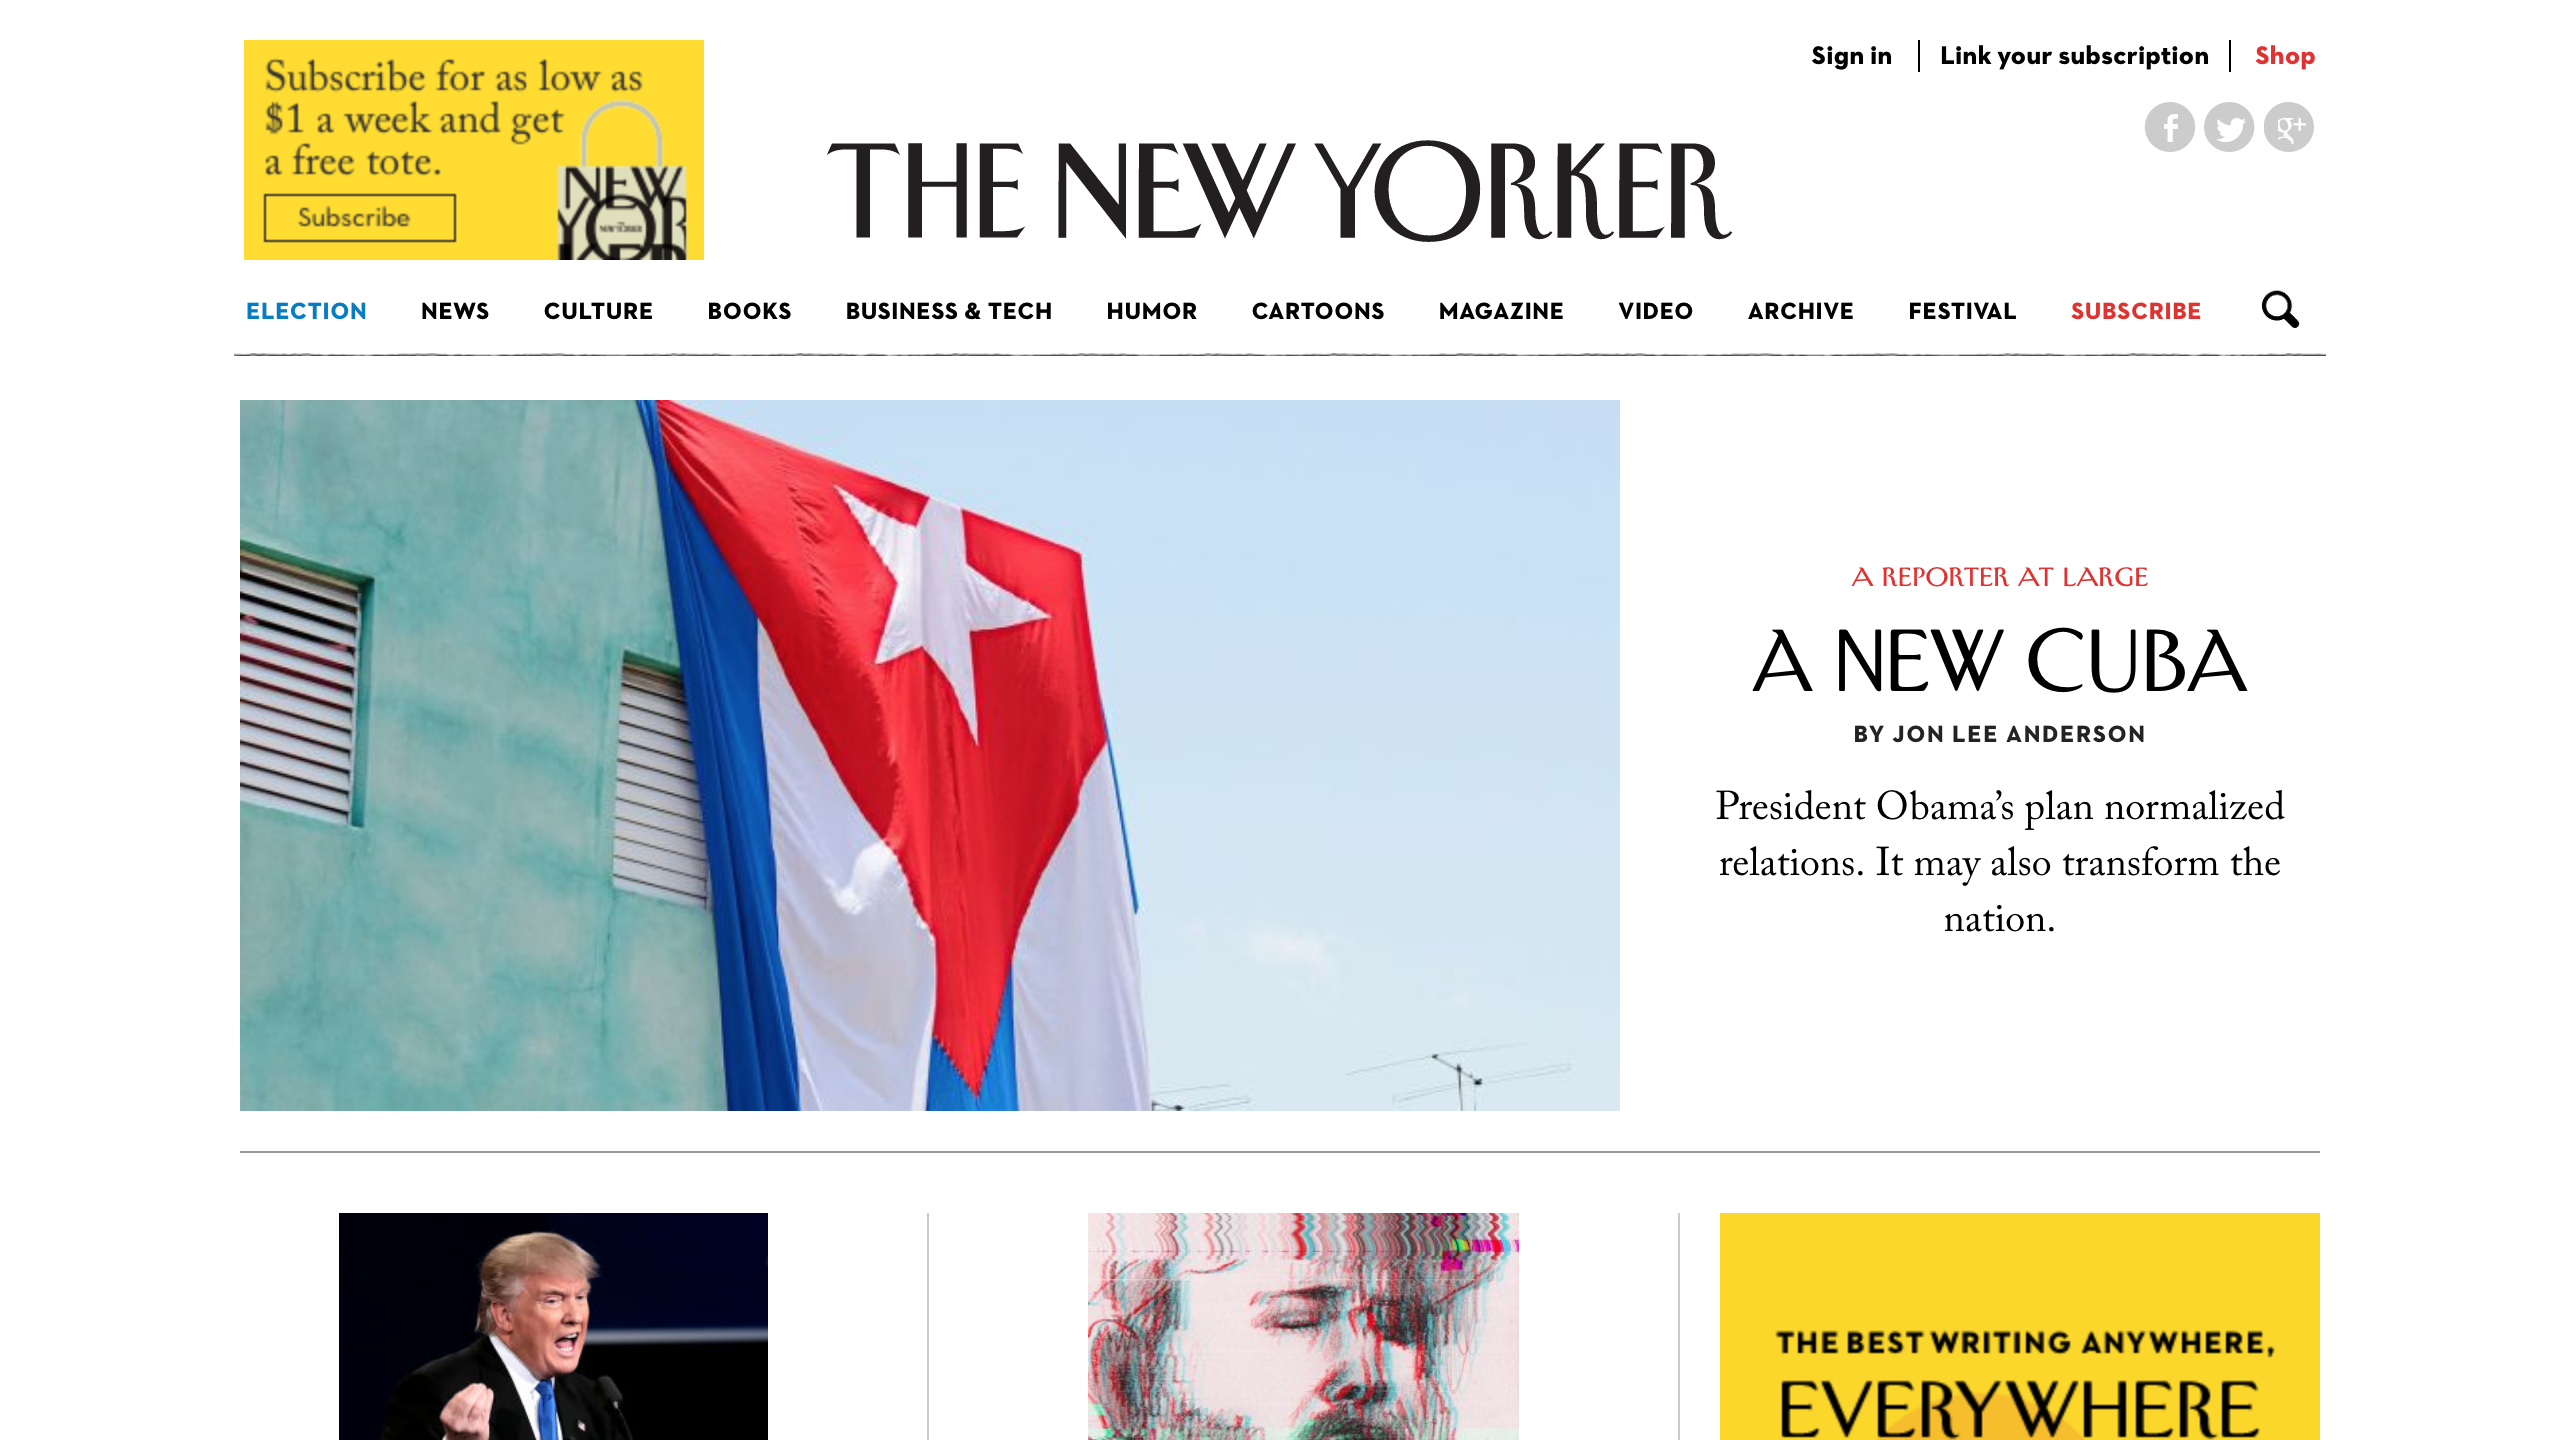 Subscribe for as low as
$1 a week and get
a free tote.
Subscribe
Sign in
Link your subscription
Shop
THE NEW YORKER
ELECTION NEWS CULTURE BOOKS BUSINESS & TECH HUMOR CARTOONS MAGAZINE VIDEO ARCHIVE FESTIVAL SUBSCRIBE
A REPORTER AT LARGE
A NEW CUBA
BY JON LEE ANDERSON
President Obama’s plan normalized
relations. It may also transform the
nation.
THE BEST WRITING ANYWHERE,
EVERYWHERE